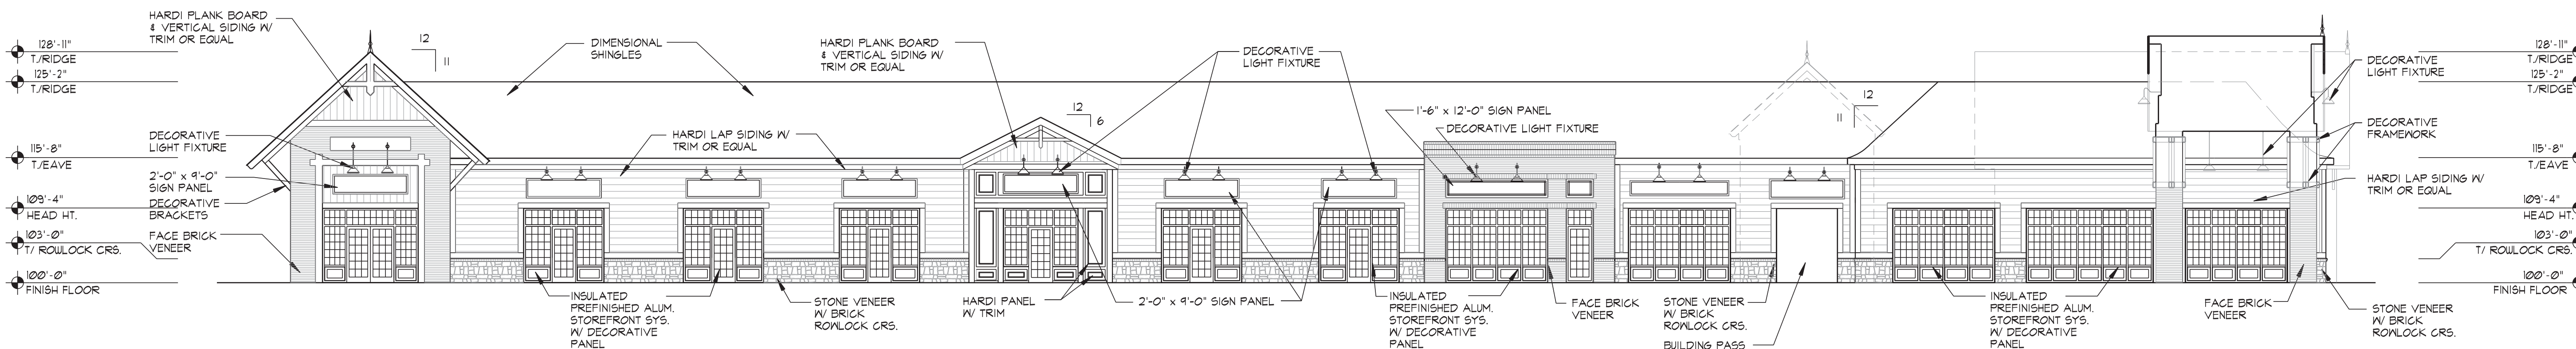 128'-11"
T./RIDGE
125'-2"
T./RIDGE
115'-8"
T./EAVE
109'-4"
HEAD HT.
103'-0"
T/ ROWLOCK CRS.
100'-0"
FINISH FLOOR
HARDI PLANK BOARD
& VERTICAL SIDING W/
TRIM OR EQUAL
DECORATIVE
LIGHT FIXTURE
2'-0" x 9'-0"
SIGN PANEL
DECORATIVE
BRACKETS
FACE BRICK
VENEER
12
11
DIMENSIONAL
SHINGLES
HARDI LAP SIDING W/
TRIM OR EQUAL
INSULATED
PREFINISHED ALUM.
STOREFRONT SYS.
W/ DECORATIVE
PANEL
STONE VENEER
W/ BRICK
ROWLOCK CRS.
HARDI PLANK BOARD
& VERTICAL SIDING W/
TRIM OR EQUAL
12
6
HARDI PANEL
W/ TRIM
DECORATIVE
LIGHT FIXTURE
2'-0" x 9'-0" SIGN PANEL
1'-6" x 12'-0" SIGN PANEL
DECORATIVE LIGHT FIXTURE
INSULATED
PREFINISHED ALUM.
STOREFRONT SYS.
W/ DECORATIVE
PANEL
FACE BRICK
VENEER
STONE VENEER
W/ BRICK
ROWLOCK CRS.
BUILDING PASS
12
11
INSULATED
PREFINISHED ALUM.
STOREFRONT SYS.
W/ DECORATIVE
PANEL
FACE BRICK
VENEER
DECORATIVE
LIGHT FIXTURE
DECORATIVE
FRAMEWORK
HARDI LAP SIDING W/
TRIM OR EQUAL
STONE VENEER
W/ BRICK
ROWLOCK CRS.
128'-11"
T./RIDGE
125'-2"
T./RIDGE
115'-8"
T./EAVE
109'-4"
HEAD HT.
103'-0"
T/ ROWLOCK CRS.
100'-0"
FINISH FLOOR